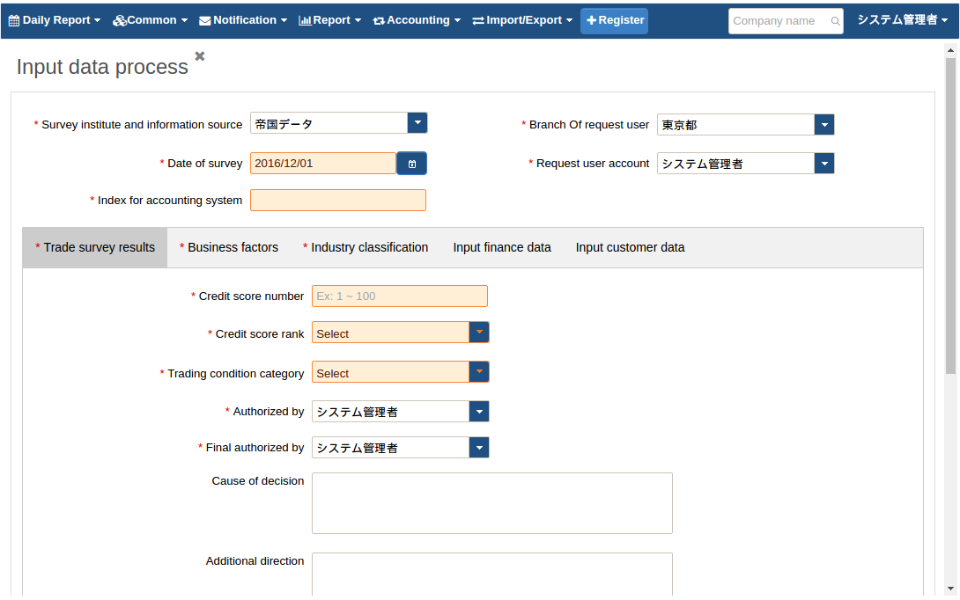 Daily Report Common Notification Report Accounting Import/Export + Register Company name システム管理者
Input data process ×
* Survey institute and information source 帝国データ * Branch Of request user 東京都
* Date of survey 2016/12/01 * Request user account システム管理者
* Index for accounting system
* Trade survey results * Business factors * Industry classification Input finance data Input customer data
* Credit score number Ex: 1 ~ 100
* Credit score rank Select
* Trading condition category Select
* Authorized by システム管理者
* Final authorized by システム管理者
Cause of decision
Additional direction